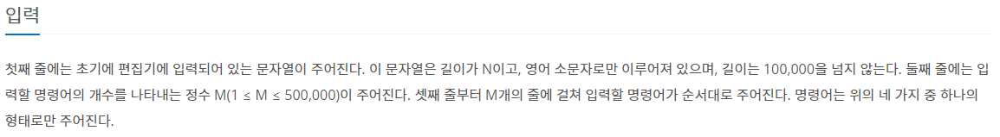 입력
첫째 줄에는 초기에 편집기에 입력되어 있는 문자열이 주어진다. 이 문자열은 길이가 N이고, 영어 소문자로만 이루어져 있으며, 길이는 100,000을 넘지 않는다. 둘째 줄에는 입
력할 명령어의 개수를 나타내는 정수 M(1 ≤ M ≤ 500,000)이 주어진다. 셋째 줄부터 M개의 줄에 걸쳐 입력할 명령어가 순서대로 주어진다. 명령어는 위의 네 가지 중 하나의
형태로만 주어진다.